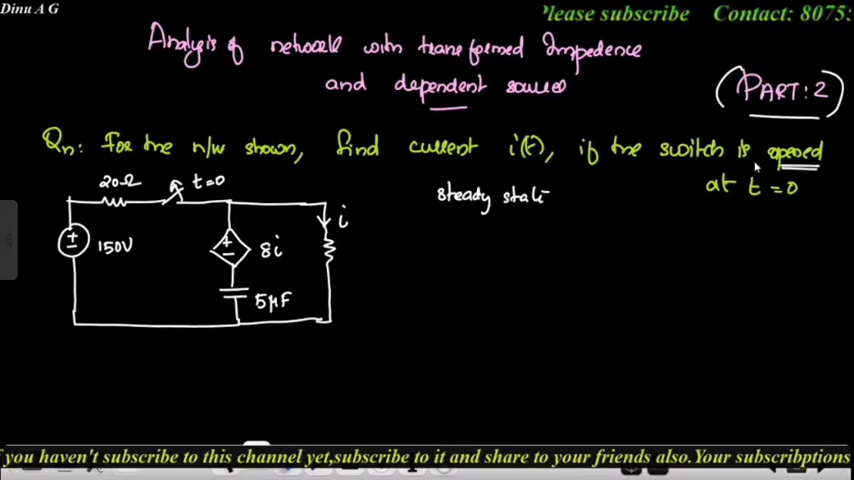 Dinu A G
Please subscribe Contact: 8075
Analysis of network with transformed Impedence
and dependent source
(PART:2)
Qn: For the n/w shown, find current i(t), if the switch is opened
at t=0
20Ω t=0
steady stat
i
150V
8i
5µF
f you haven't subscribe to this channel yet,subscribe to it and share to your friends also.Your subscribptions